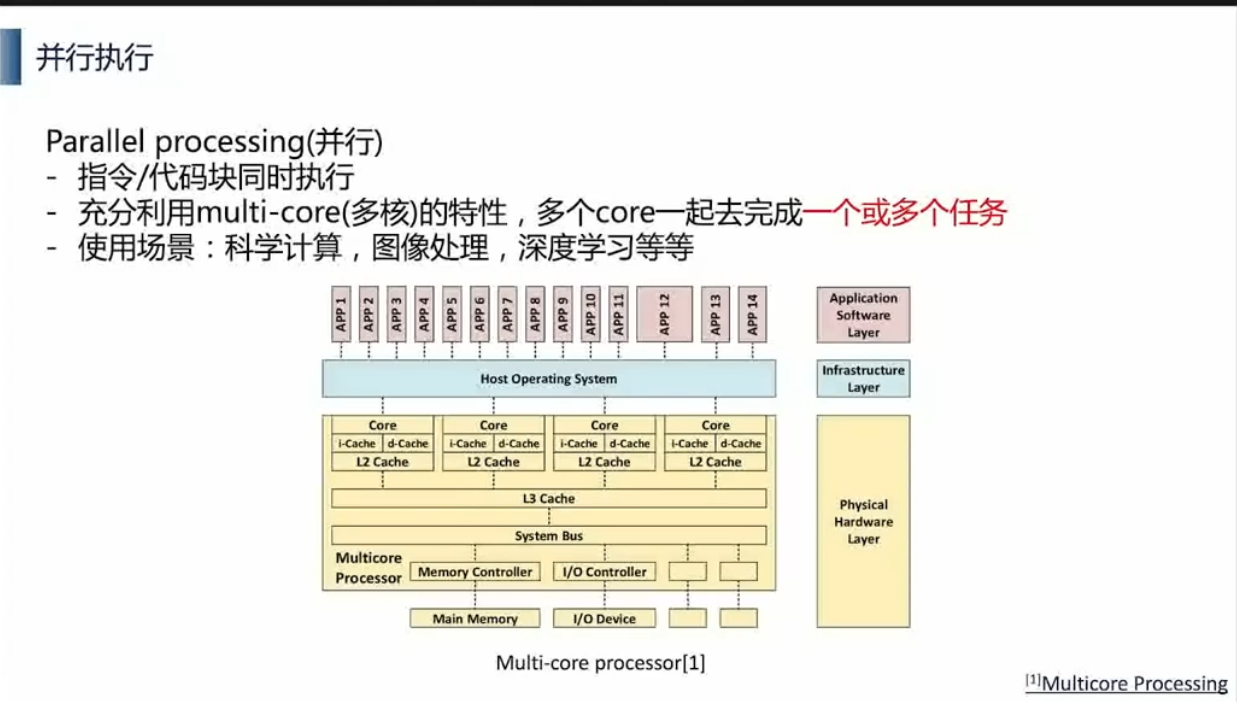 并行执行
Parallel processing(并行)
- 指令/代码块同时执行
- 充分利用multi-core(多核)的特性，多个core一起去完成一个或多个任务
- 使用场景：科学计算，图像处理，深度学习等等
APP 1
APP 2
APP 3
APP 4
APP 5
APP 6
APP 7
APP 8
APP 9
APP 10
APP 11
APP 12
APP 13
APP 14
Application
Software
Layer
Host Operating System
Infrastructure
Layer
Core
i-Cache d-Cache
L2 Cache
Core
i-Cache d-Cache
L2 Cache
Core
i-Cache d-Cache
L2 Cache
Core
i-Cache d-Cache
L2 Cache
L3 Cache
System Bus
Multicore
Processor
Memory Controller
I/O Controller
Main Memory
I/O Device
Physical
Hardware
Layer
Multi-core processor[1]
[1]Multicore Processing